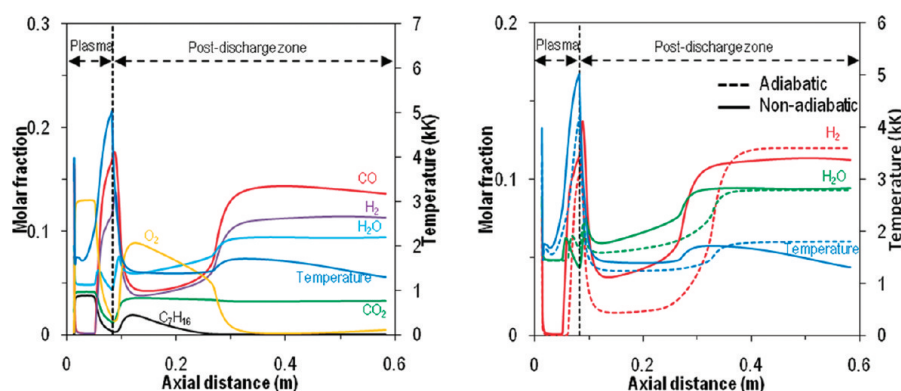 0.3
7
Plasma
Post-discharge zone
6
0.2
5
4
CO
H₂
3
0.1
O₂
H₂O
2
Temperature
1
C₇H₁₆
CO₂
0
0
0
0.2
0.4
0.6
Molar fraction
Temperature (kK)
Axial distance (m)
0.2
6
Plasma
Post-discharge zone
5
Adiabatic
Non-adiabatic
4
H₂
0.1
3
H₂O
2
Temperature
1
0
0
0
0.2
0.4
0.6
Molar fraction
Temperature (kK)
Axial distance (m)